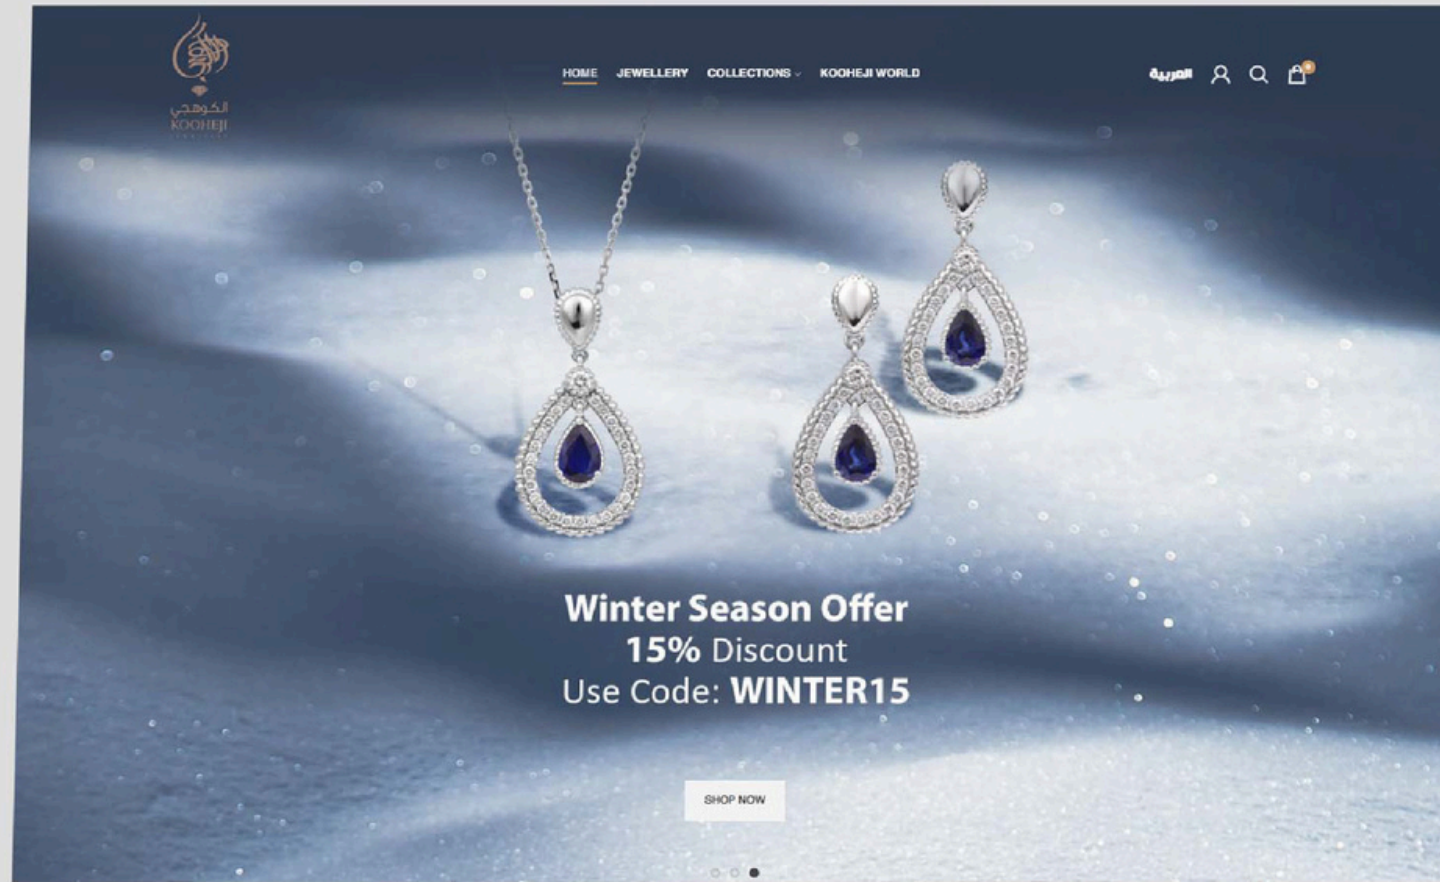 الكوهجي
KOOHEJI
HOME JEWELLERY COLLECTIONS KOOHEJI WORLD العربية
Winter Season Offer
15% Discount
Use Code: WINTER15
SHOP NOW